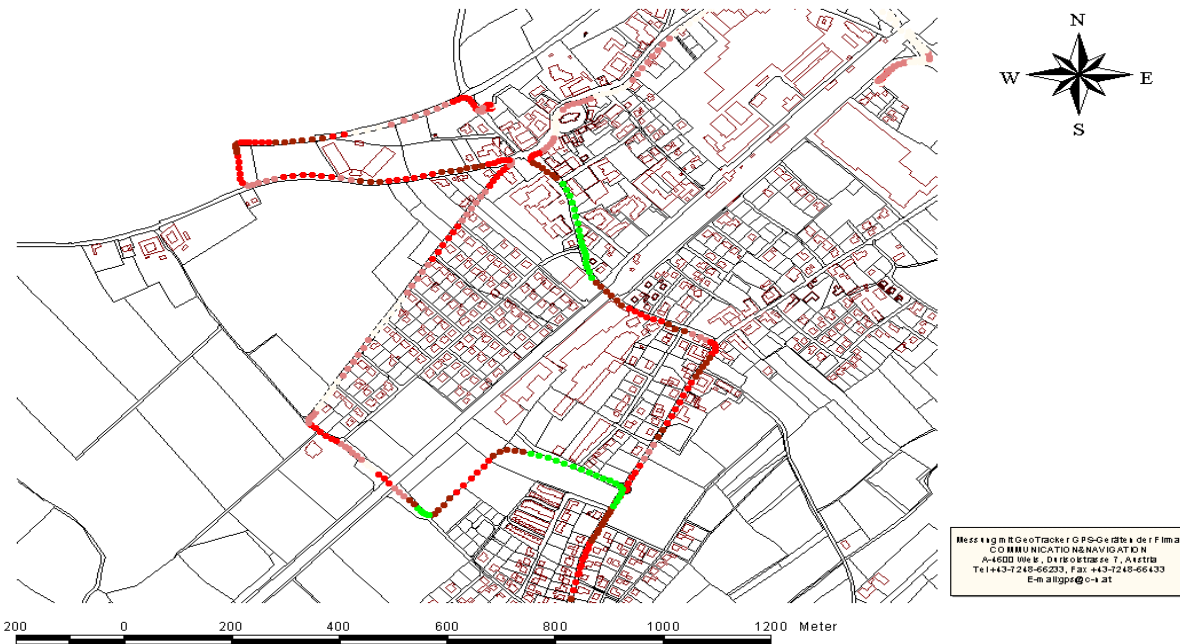 N
W E
S
Messung mit GeoTracker GPS-Geräten der Firma
COMMUNICATION & NAVIGATION
A-4600 Wels, 7, Austria
Tel +43-7248-66233, Fax +43-7248-66433
E-mail:gps@c-n.at
200 0 200 400 600 800 1000 1200 Meter